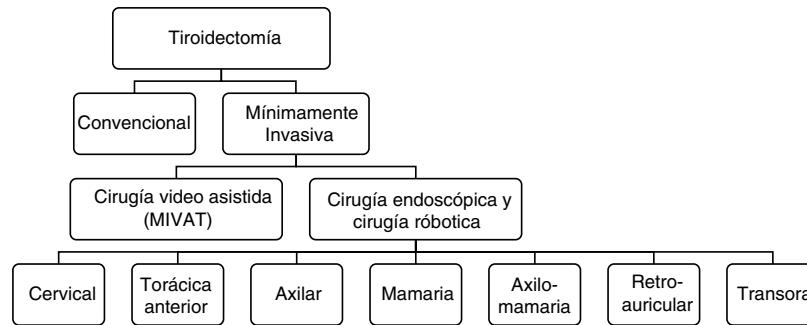 Tiroidectomía
Convencional
Mínimamente
Invasiva
Cirugía video asistida
(MIVAT)
Cirugía endoscópica y
cirugía róbotica
Cervical
Torácica
anterior
Axilar
Mamaria
Axilo-
mamaria
Retro-
auricular
Transora